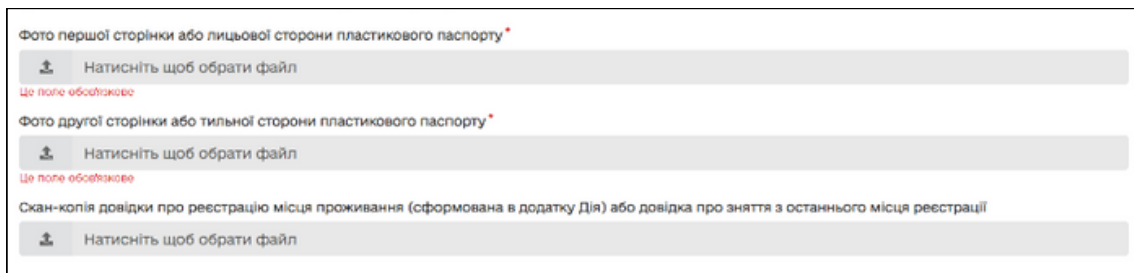 Фото першої сторінки або лицьової сторони пластикового паспорту*
Натисніть щоб обрати файл
Це поле обов'язкове
Фото другої сторінки або тильної сторони пластикового паспорту*
Натисніть щоб обрати файл
Це поле обов'язкове
Скан-копія довідки про реєстрацію місця проживання (сформована в додатку Дія) або довідка про зняття з останнього місця реєстрації
Натисніть щоб обрати файл